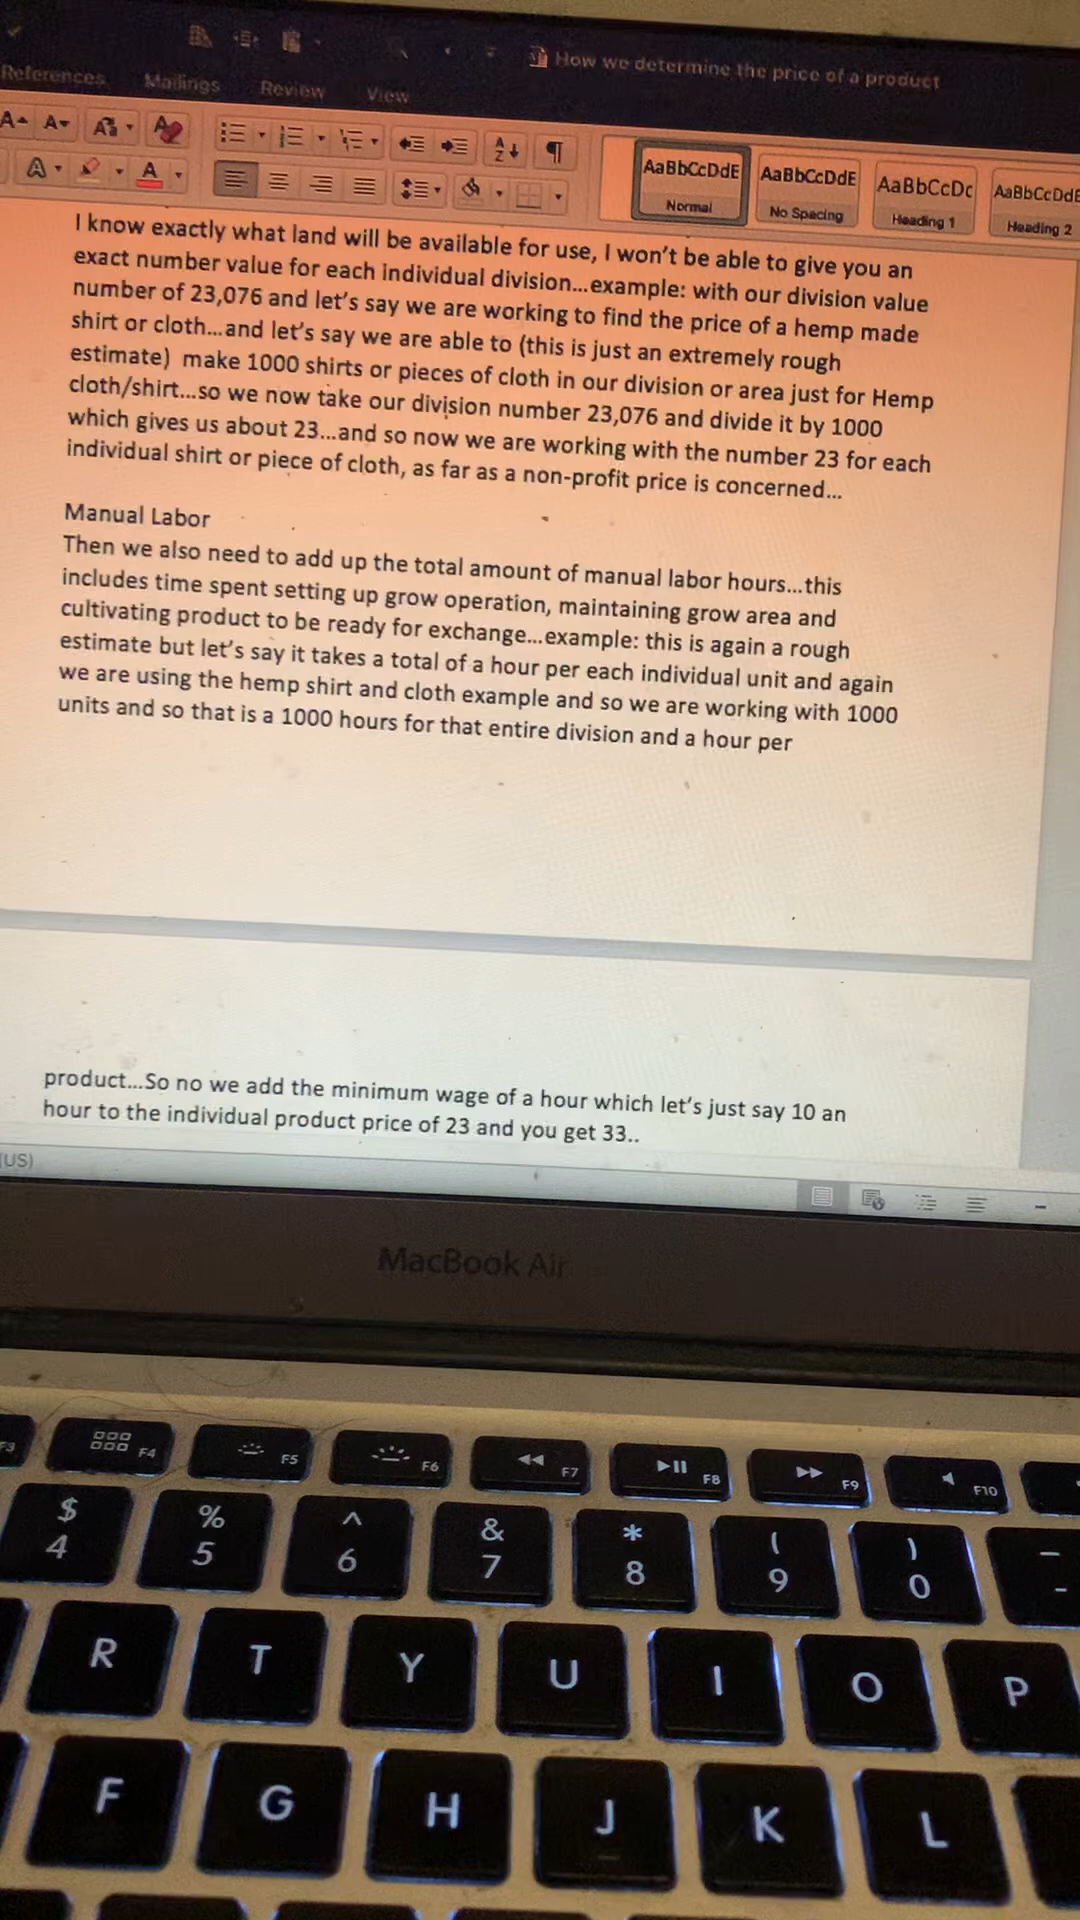 How we determine the price of a product
References Mailings Review View
AaBbCcDdE AaBbCcDdE AaBbCcDc AaBbCcDdE
Normal No Spacing Heading 1 Heading 2
I know exactly what land will be available for use, I won't be able to give you an
exact number value for each individual division...example: with our division value
number of 23,076 and let's say we are working to find the price of a hemp made
shirt or cloth...and let's say we are able to (this is just an extremely rough
estimate) make 1000 shirts or pieces of cloth in our division or area just for Hemp
cloth/shirt...so we now take our division number 23,076 and divide it by 1000
which gives us about 23...and so now we are working with the number 23 for each
individual shirt or piece of cloth, as far as a non-profit price is concerned...
Manual Labor
Then we also need to add up the total amount of manual labor hours...this
includes time spent setting up grow operation, maintaining grow area and
cultivating product to be ready for exchange...example: this is again a rough
estimate but let's say it takes a total of a hour per each individual unit and again
we are using the hemp shirt and cloth example and so we are working with 1000
units and so that is a 1000 hours for that entire division and a hour per
product...So no we add the minimum wage of a hour which let's just say 10 an
hour to the individual product price of 23 and you get 33..
(US)
MacBook Air
F3 F4 F5 F6 F7 F8 F9 F10
$ % ^ & * ( ) _
4 5 6 7 8 9 0 -
R T Y U I O P
F G H J K L